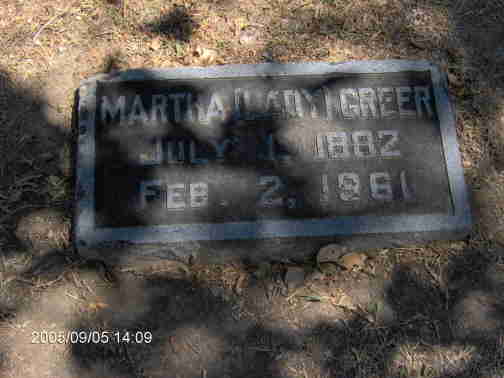 MARTHA (LADY) GREER
JULY 1, 1882
FEB. 2, 1961
2005/09/05 14:09